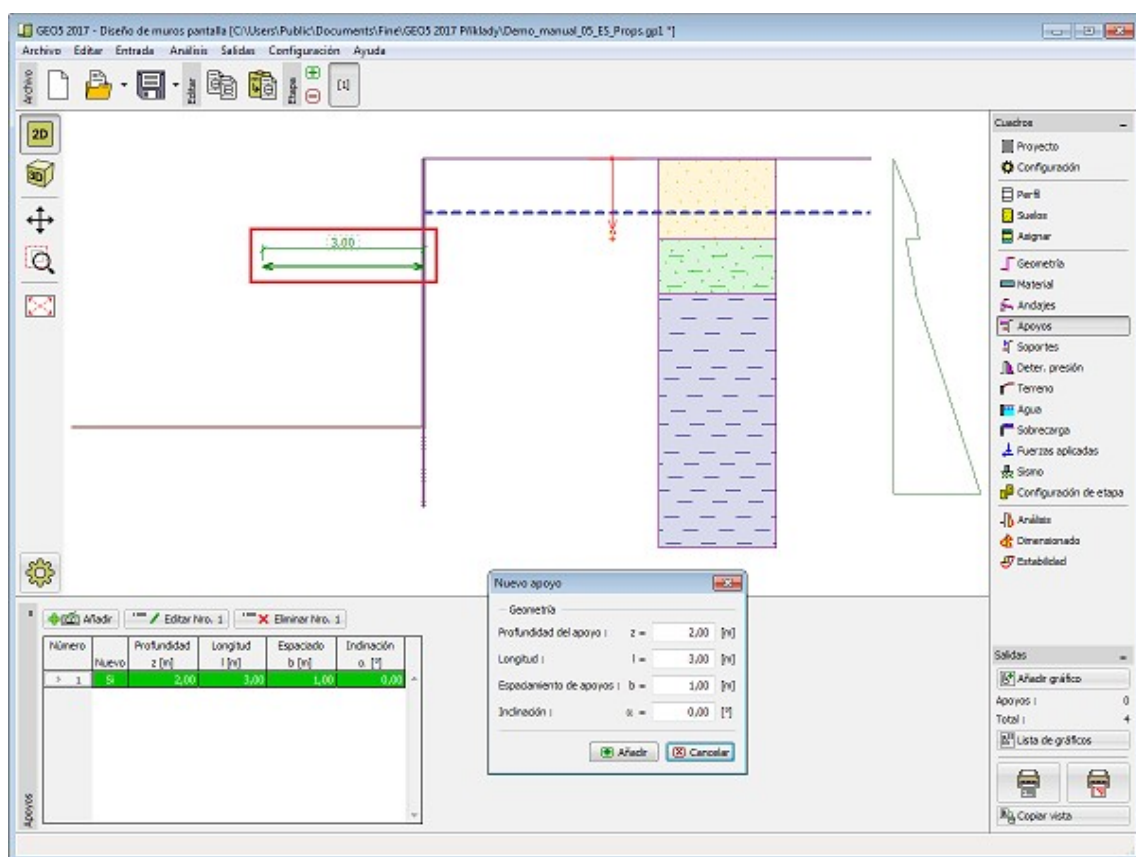 GEO5 2017 - Diseño de muros pantalla [C:\Users\Public\Documents\Fine\GEO5 2017 Příklady\Demo_manual_05_ES_Props.gp1 *]
Archivo Editar Entrada Análisis Salidas Configuración Ayuda
Archivo
Editar
Etapa
[1]
2D
3D
3,00
Cuadros
Proyecto
Configuración
Perfil
Suelos
Asignar
Geometría
Material
Anclajes
Apoyos
Soportes
Deter. presión
Terreno
Agua
Sobrecarga
Fuerzas aplicadas
Sismo
Configuración de etapa
Análisis
Dimensionado
Estabilidad
Añadir
Editar Nro. 1
Eliminar Nro. 1
Número Nuevo Profundidad z [m] Longitud l [m] Espaciado b [m] Inclinación α [°]
> 1 Si 2,00 3,00 1,00 0,00
Apoyos
Nuevo apoyo
Geometría
Profundidad del apoyo : z = 2,00 [m]
Longitud : l = 3,00 [m]
Espaciamiento de apoyos : b = 1,00 [m]
Inclinación : α = 0,00 [°]
Añadir
Cancelar
Salidas
Añadir gráfico
Apoyos : 0
Total : 4
Lista de gráficos
Copiar vista